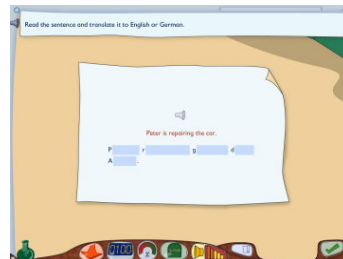 Read the sentence and translate it to English or German.
Peter is repairing the car.
P r g d
A .